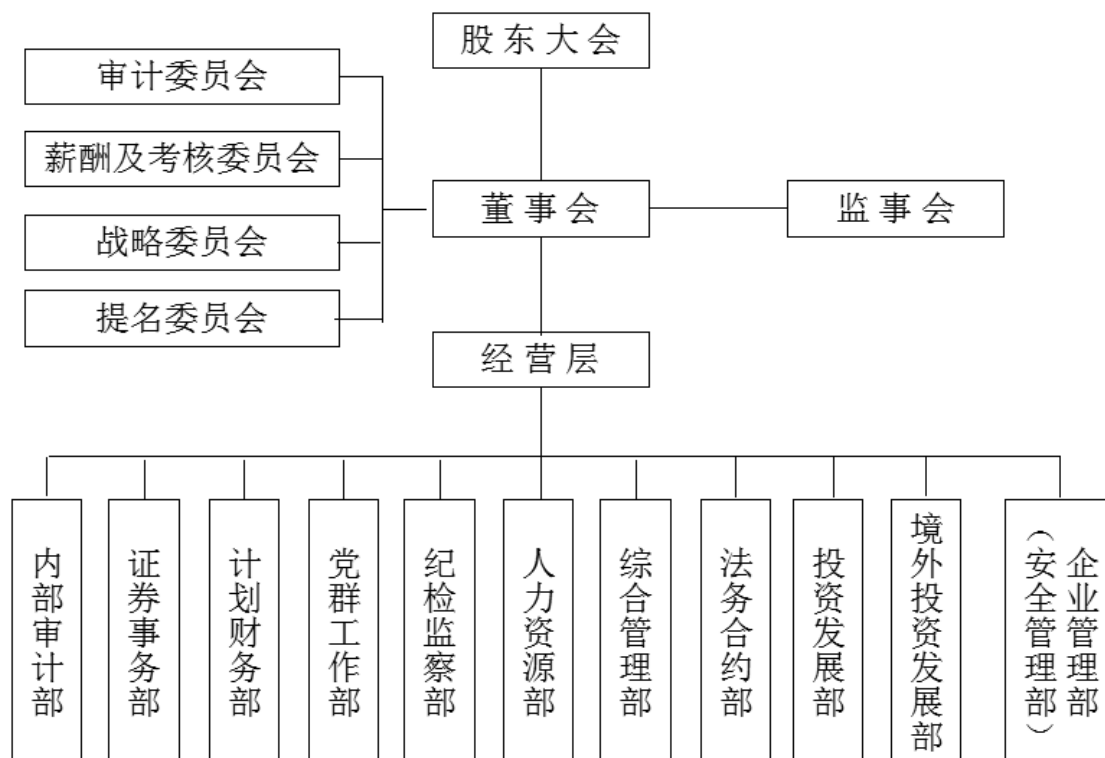 股东大会
审计委员会
薪酬及考核委员会
战略委员会
提名委员会
董事会
监事会
经营层
内部审计部
证券事务部
计划财务部
党群工作部
纪检监察部
人力资源部
综合管理部
法务合约部
投资发展部
境外投资发展部
企业管理部
（安全管理部）